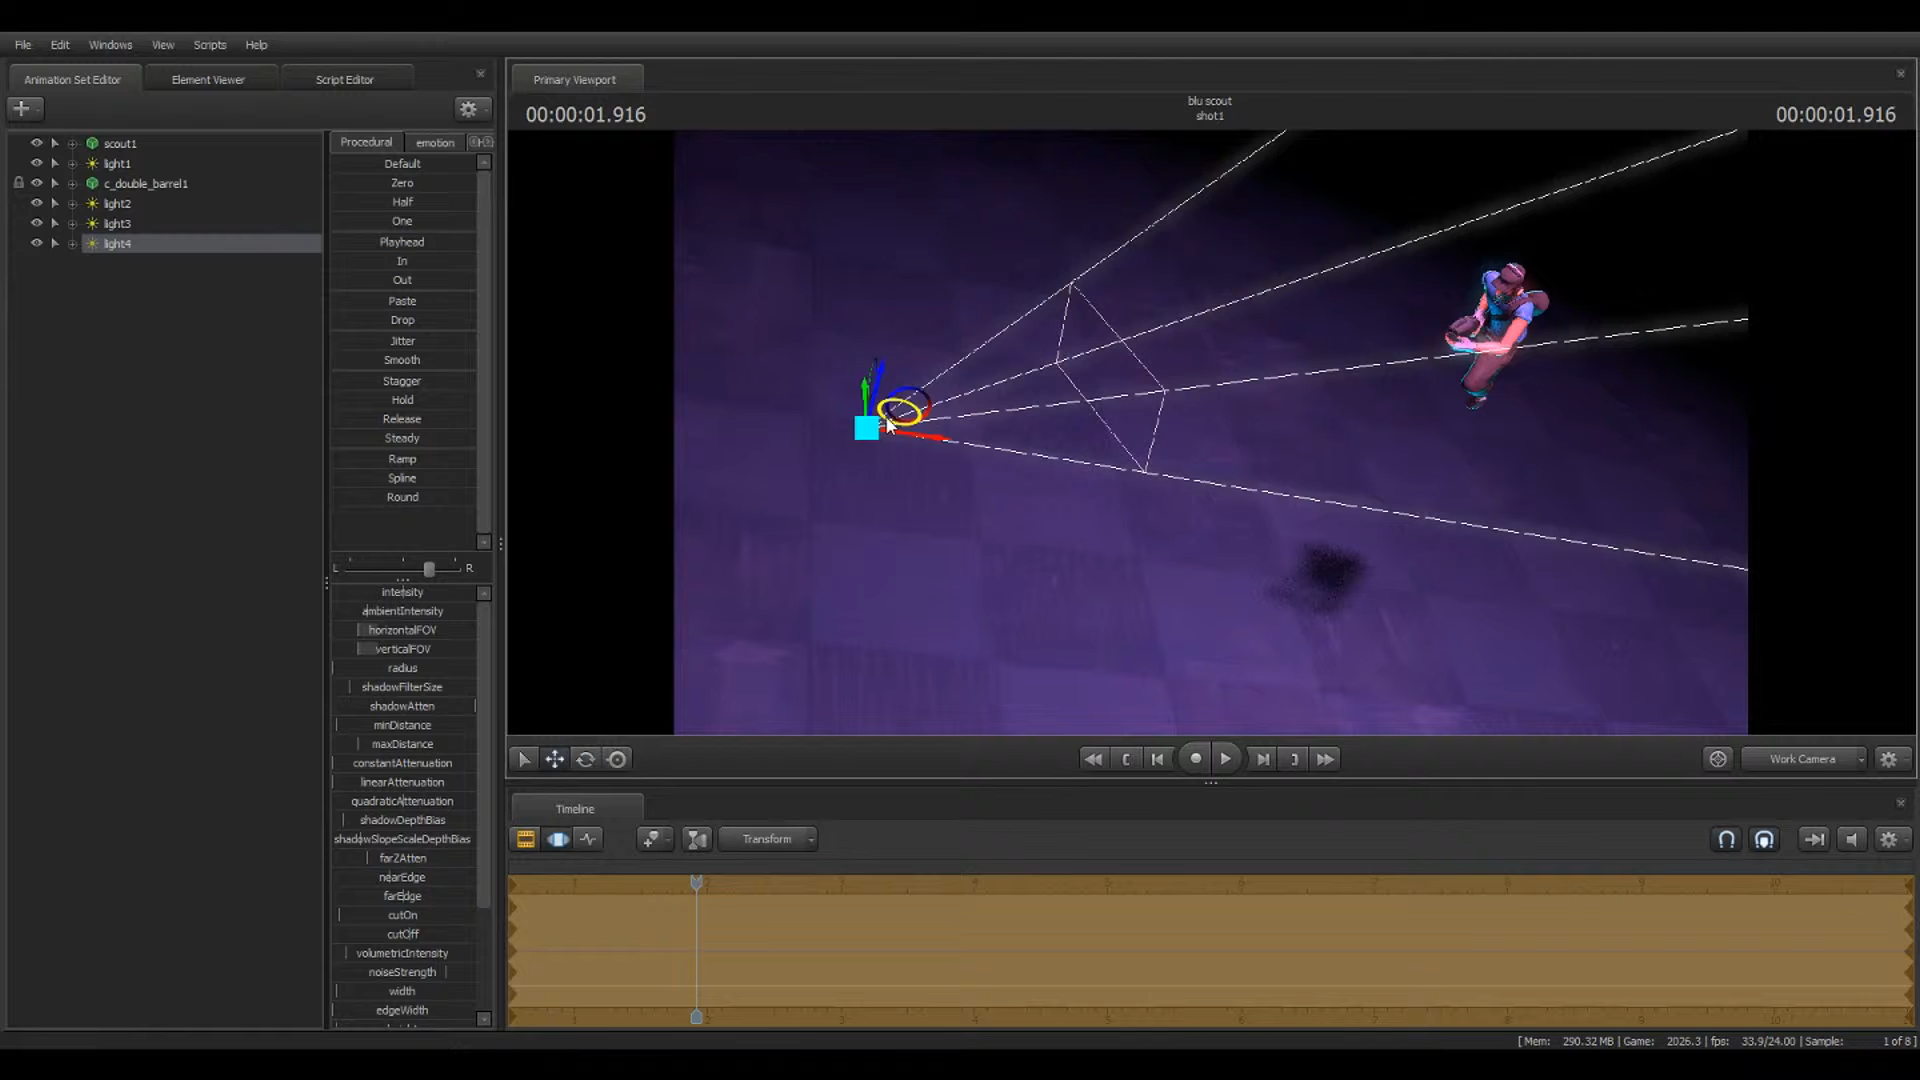 File Edit Windows View Scripts Help
Animation Set Editor Element Viewer Script Editor
Primary Viewport
00:00:01.916
blu scout
shot1
00:00:01.916
scout1
light1
c_double_barrel1
light2
light3
light4
Procedural emotion
Default
Zero
Half
One
Playhead
In
Out
Paste
Drop
Jitter
Smooth
Stagger
Hold
Release
Steady
Ramp
Spline
Round
L R
intensity
ambientIntensity
horizontalFOV
verticalFOV
radius
shadowFilterSize
shadowAtten
minDistance
maxDistance
constantAttenuation
linearAttenuation
quadraticAttenuation
shadowDepthBias
shadowSlopeScaleDepthBias
farZAtten
nearEdge
farEdge
cutOn
cutOff
volumetricIntensity
noiseStrength
width
edgeWidth
Work Camera
Timeline
Transform
[ Mem: 290.32 MB | Game: 2026.3 | fps: 33.9/24.00 | Sample: 1 of 8 ]